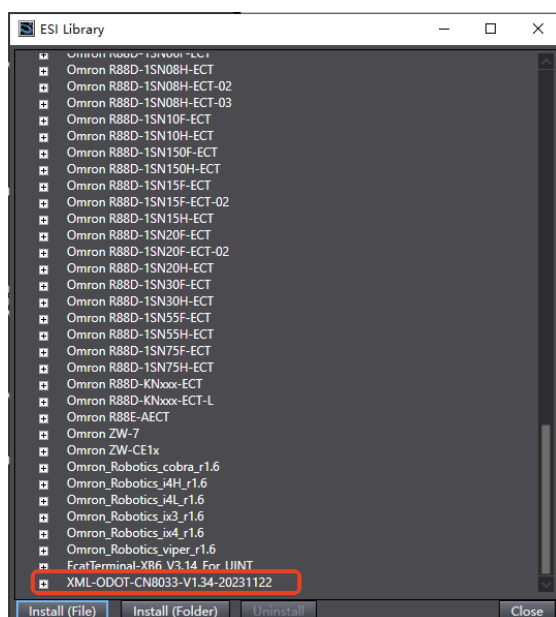 ESI Library
Omron R88D-1SN06F-ECT
Omron R88D-1SN08H-ECT
Omron R88D-1SN08H-ECT-02
Omron R88D-1SN08H-ECT-03
Omron R88D-1SN10F-ECT
Omron R88D-1SN10H-ECT
Omron R88D-1SN150F-ECT
Omron R88D-1SN150H-ECT
Omron R88D-1SN15F-ECT
Omron R88D-1SN15F-ECT-02
Omron R88D-1SN15H-ECT
Omron R88D-1SN20F-ECT
Omron R88D-1SN20F-ECT-02
Omron R88D-1SN20H-ECT
Omron R88D-1SN30F-ECT
Omron R88D-1SN30H-ECT
Omron R88D-1SN55F-ECT
Omron R88D-1SN55H-ECT
Omron R88D-1SN75F-ECT
Omron R88D-1SN75H-ECT
Omron R88D-KNxxx-ECT
Omron R88D-KNxxx-ECT-L
Omron R88E-AECT
Omron ZW-7
Omron ZW-CE1x
Omron_Robotics_cobra_r1.6
Omron_Robotics_i4H_r1.6
Omron_Robotics_i4L_r1.6
Omron_Robotics_ix3_r1.6
Omron_Robotics_ix4_r1.6
Omron_Robotics_viper_r1.6
EcatTerminal-XB6_V3.14_For_UINT
XML-ODOT-CN8033-V1.34-20231122
Install (File) Install (Folder) Uninstall Close